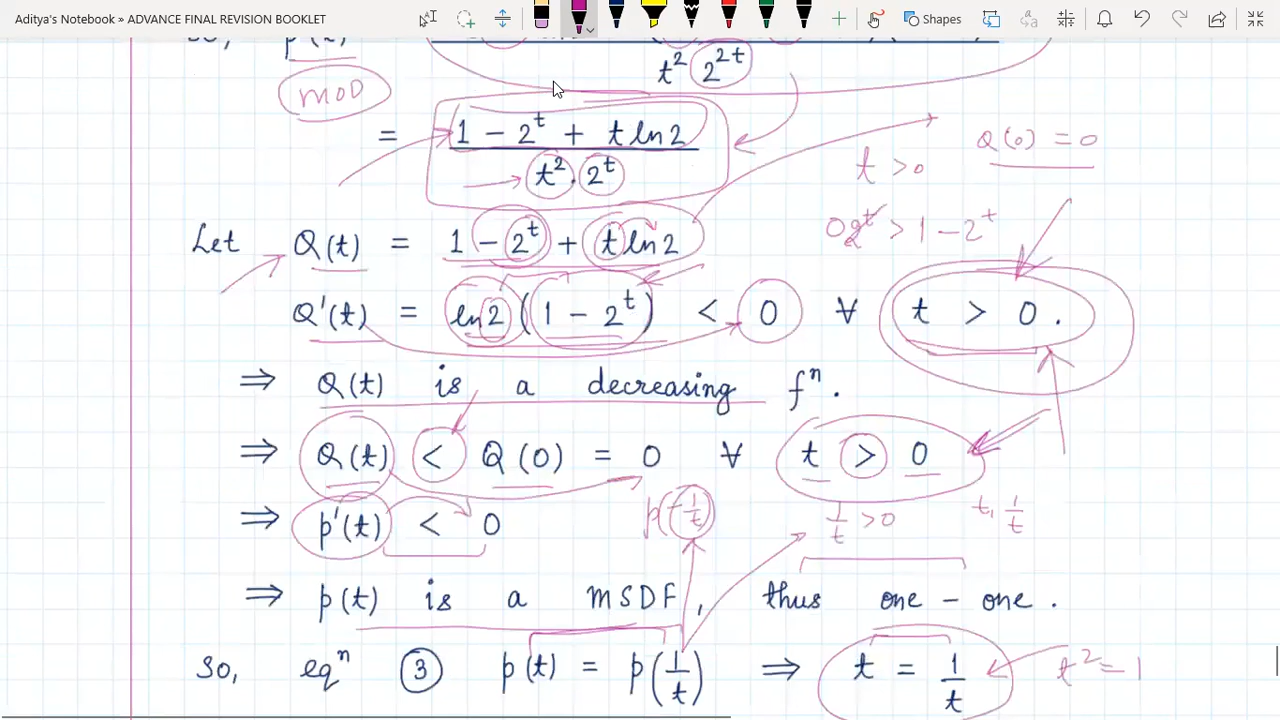 Aditya's Notebook » ADVANCE FINAL REVISION BOOKLET
Shapes
t² 2^2t
MOD
= 1 - 2^t + t ln2 / t² . 2^t
Q(0) = 0
t > 0
Let Q(t) = 1 - 2^t + t ln2
> 1 - 2^t
Q'(t) = ln2 (1 - 2^t) < 0 ∀ t > 0.
⇒ Q(t) is a decreasing fⁿ.
⇒ Q(t) < Q(0) = 0 ∀ t > 0
⇒ p'(t) < 0
1/t > 0
t, 1/t
⇒ p(t) is a MSDF, thus one - one.
So, eqⁿ ③ p(t) = p(1/t) ⇒ t = 1/t
t² = 1